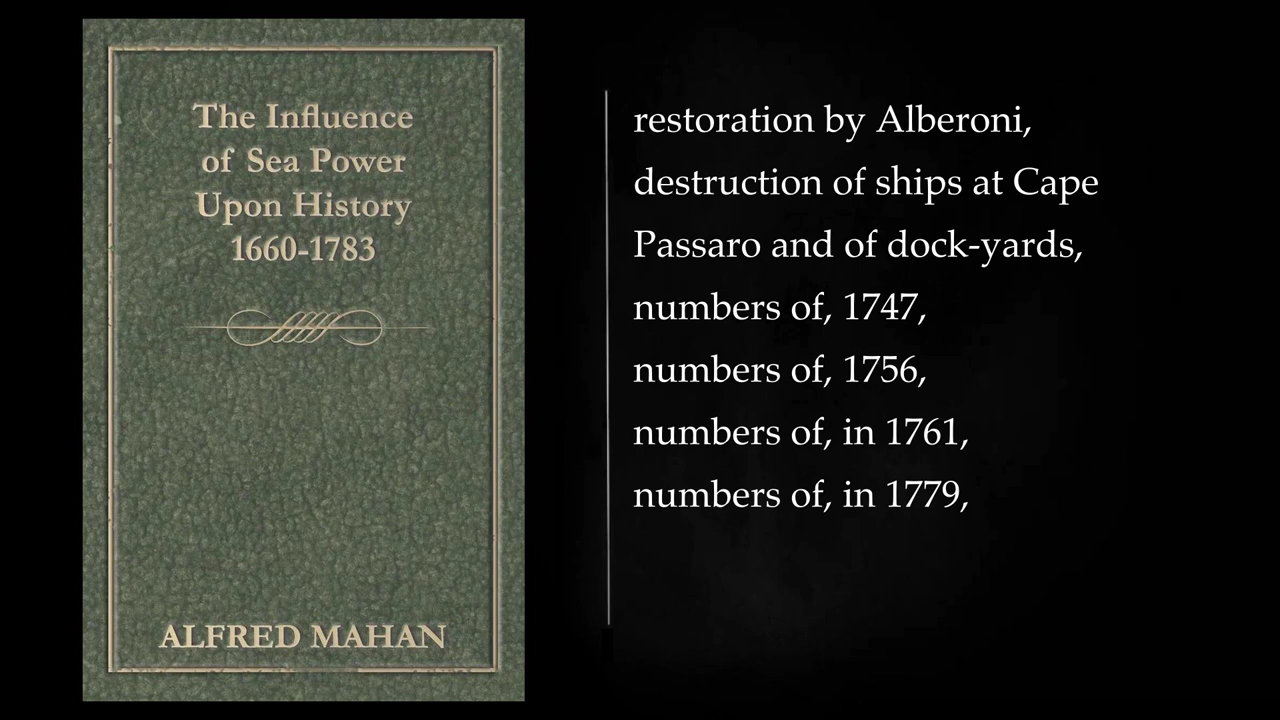 The Influence
of Sea Power
Upon History
1660-1783
ALFRED MAHAN
restoration by Alberoni,
destruction of ships at Cape
Passaro and of dock-yards,
numbers of, 1747,
numbers of, 1756,
numbers of, in 1761,
numbers of, in 1779,